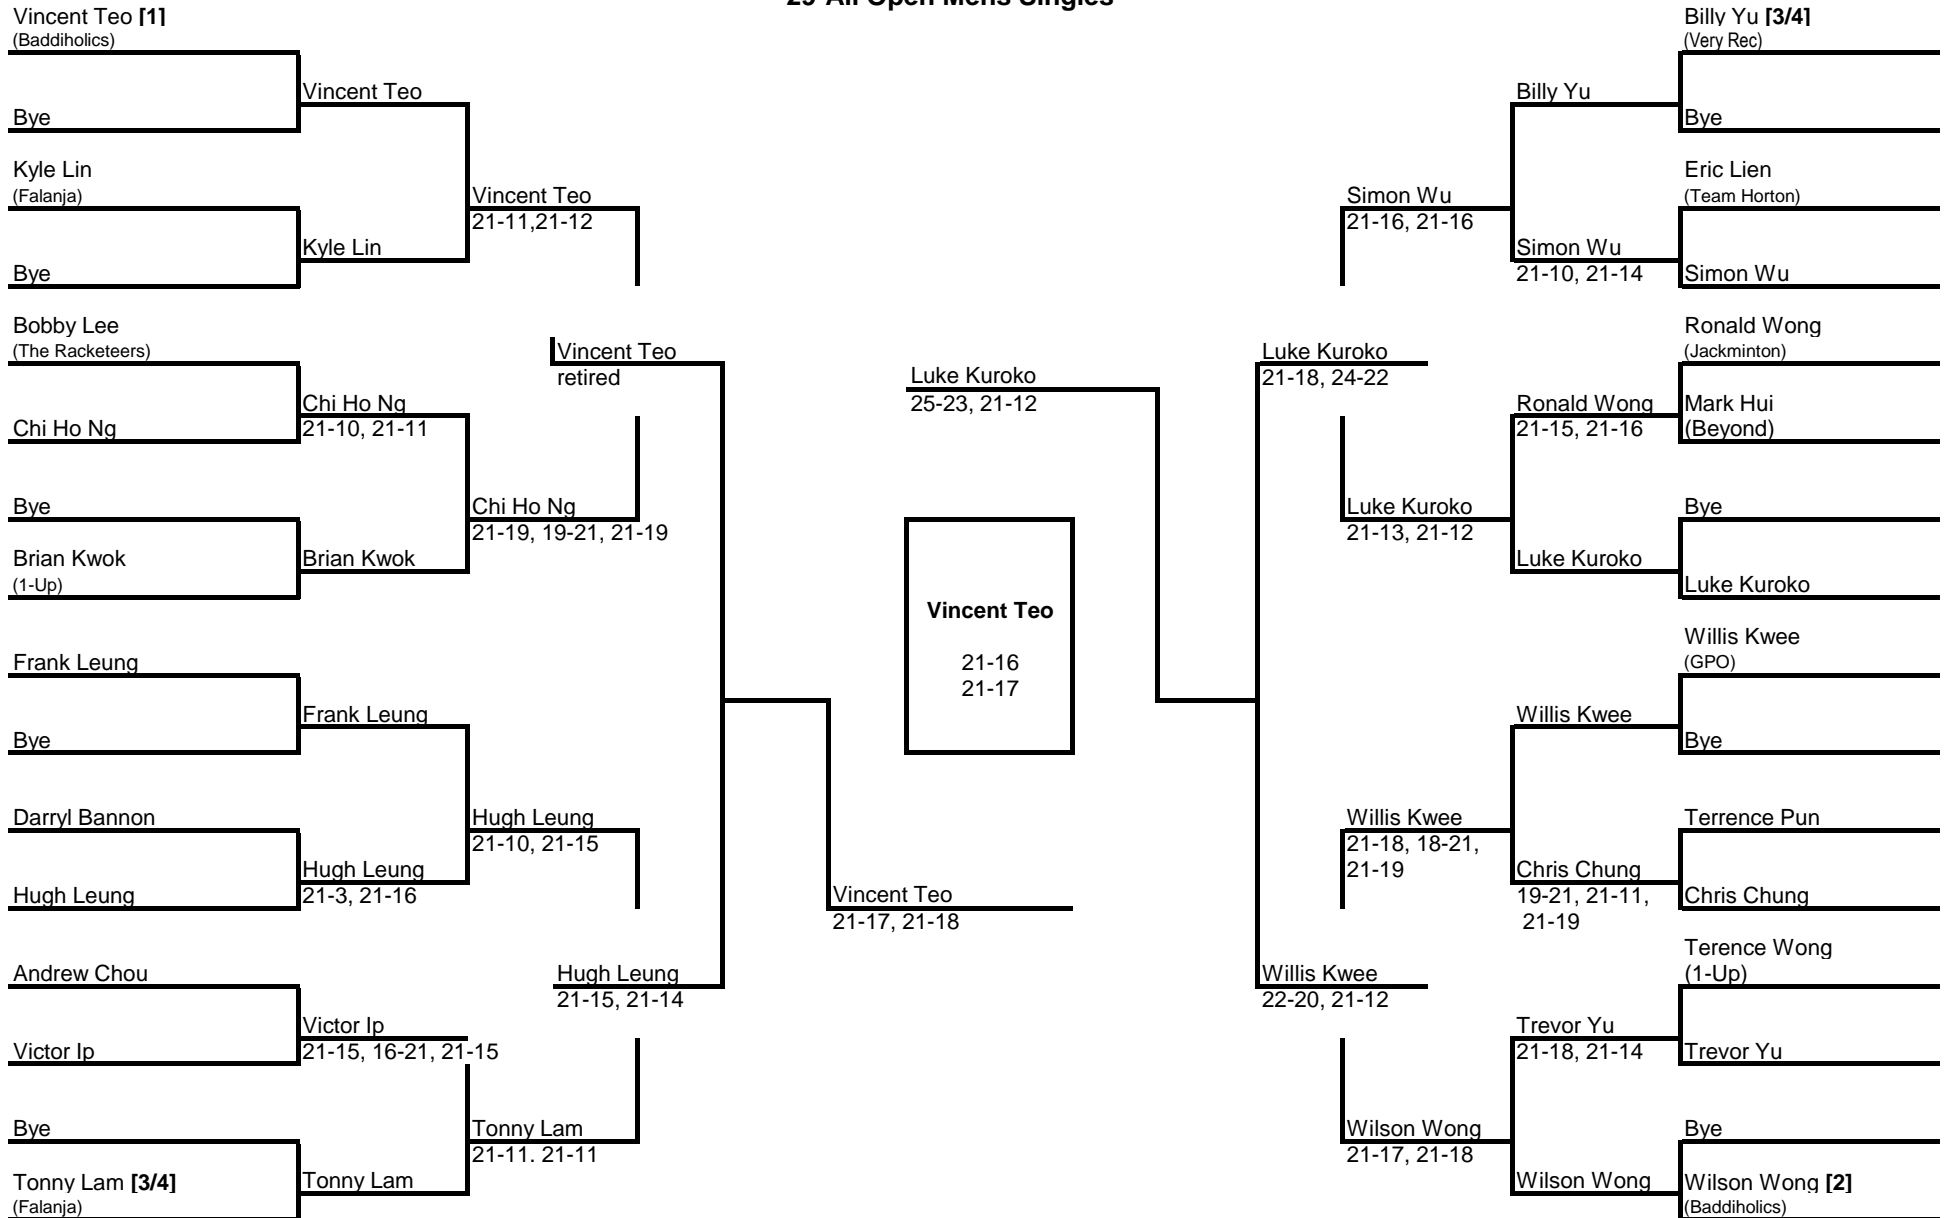 29-All Open Mens Singles
Vincent Teo [1]
(Baddiholics)
Bye
Kyle Lin
(Falanja)
Bye
Bobby Lee
(The Racketeers)
Chi Ho Ng
Bye
Brian Kwok
(1-Up)
Frank Leung
Bye
Darryl Bannon
Hugh Leung
Andrew Chou
Victor Ip
Bye
Tonny Lam [3/4]
(Falanja)
Vincent Teo
Kyle Lin
Chi Ho Ng
21-10, 21-11
Brian Kwok
Frank Leung
Hugh Leung
21-3, 21-16
Victor Ip
21-15, 16-21, 21-15
Tonny Lam
Vincent Teo
21-11,21-12
Chi Ho Ng
21-19, 19-21, 21-19
Hugh Leung
21-10, 21-15
Tonny Lam
21-11. 21-11
Vincent Teo
retired
Hugh Leung
21-15, 21-14
Vincent Teo
21-17, 21-18
Luke Kuroko
25-23, 21-12
Vincent Teo
21-16
21-17
Luke Kuroko
21-18, 24-22
Willis Kwee
22-20, 21-12
Simon Wu
21-16, 21-16
Luke Kuroko
21-13, 21-12
Willis Kwee
21-18, 18-21,
21-19
Wilson Wong
21-17, 21-18
Billy Yu
Simon Wu
21-10, 21-14
Ronald Wong
21-15, 21-16
Luke Kuroko
Willis Kwee
Chris Chung
19-21, 21-11,
21-19
Trevor Yu
21-18, 21-14
Wilson Wong
Billy Yu [3/4]
(Very Rec)
Bye
Eric Lien
(Team Horton)
Simon Wu
Ronald Wong
(Jackminton)
Mark Hui
(Beyond)
Bye
Luke Kuroko
Willis Kwee
(GPO)
Bye
Terrence Pun
Chris Chung
Terence Wong
(1-Up)
Trevor Yu
Bye
Wilson Wong [2]
(Baddiholics)